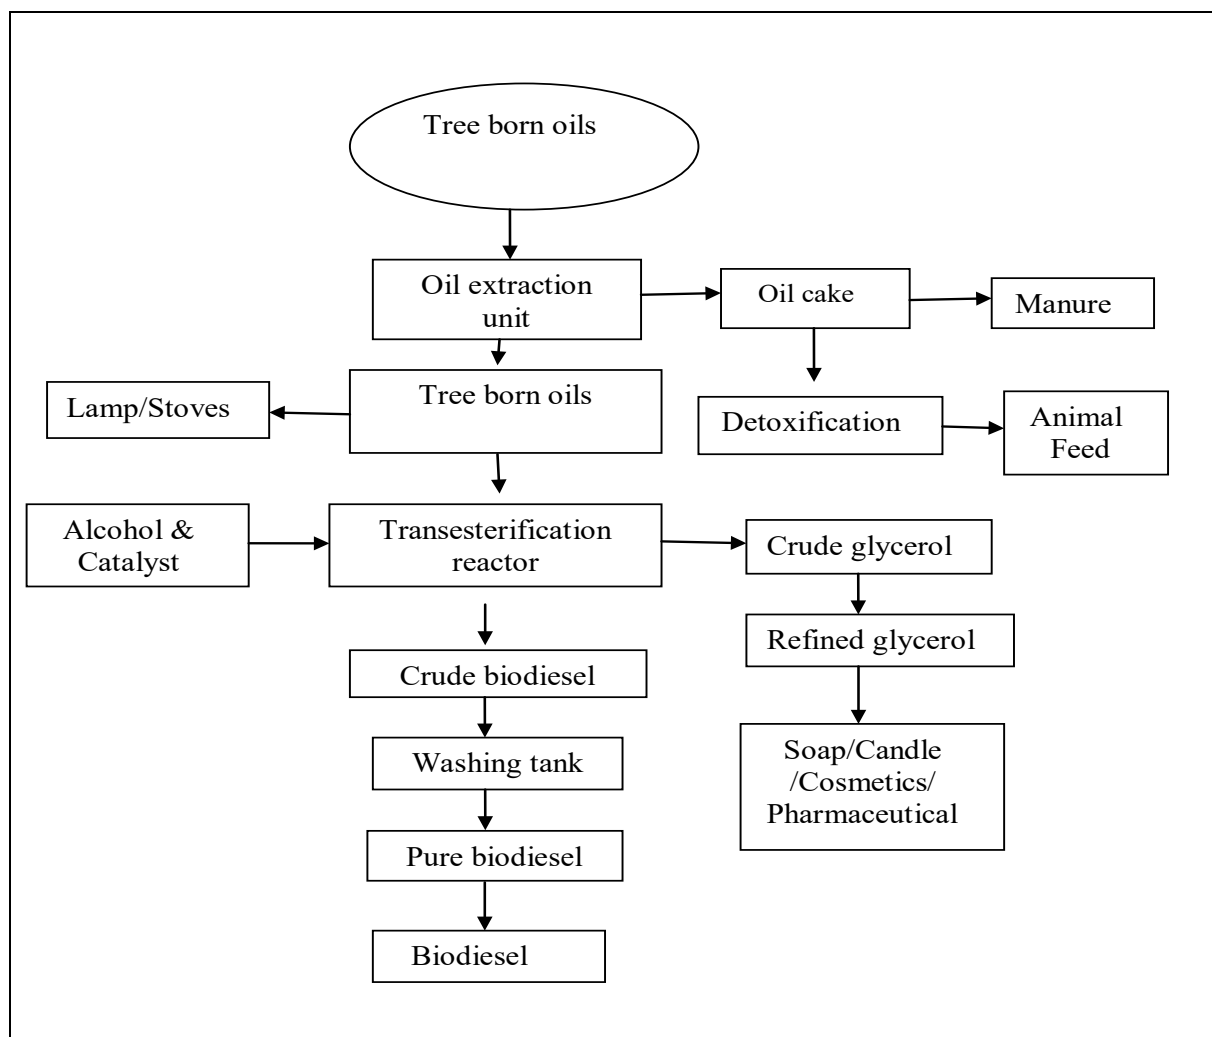 Tree born oils
Oil extraction
unit
Oil cake
Manure
Tree born oils
Lamp/Stoves
Detoxification
Animal
Feed
Alcohol &
Catalyst
Transesterification
reactor
Crude glycerol
Refined glycerol
Crude biodiesel
Soap/Candle
/Cosmetics/
Pharmaceutical
Washing tank
Pure biodiesel
Biodiesel